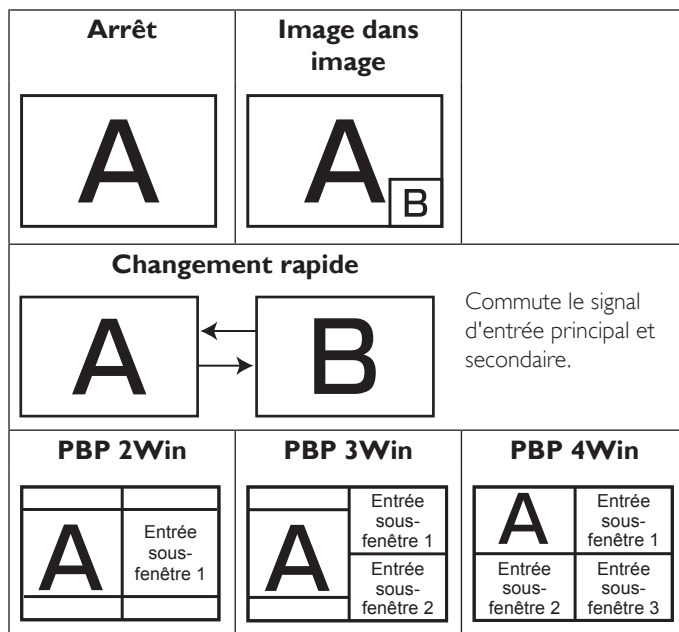 Arrêt
Image dans
image
A
A
B
Changement rapide
A
B
Commute le signal
d'entrée principal et
secondaire.
PBP 2Win
PBP 3Win
PBP 4Win
A
Entrée
sous-
fenêtre 1
A
Entrée
sous-
fenêtre 1
Entrée
sous-
fenêtre 2
A
Entrée
sous-
fenêtre 1
Entrée
sous-
fenêtre 2
Entrée
sous-
fenêtre 3